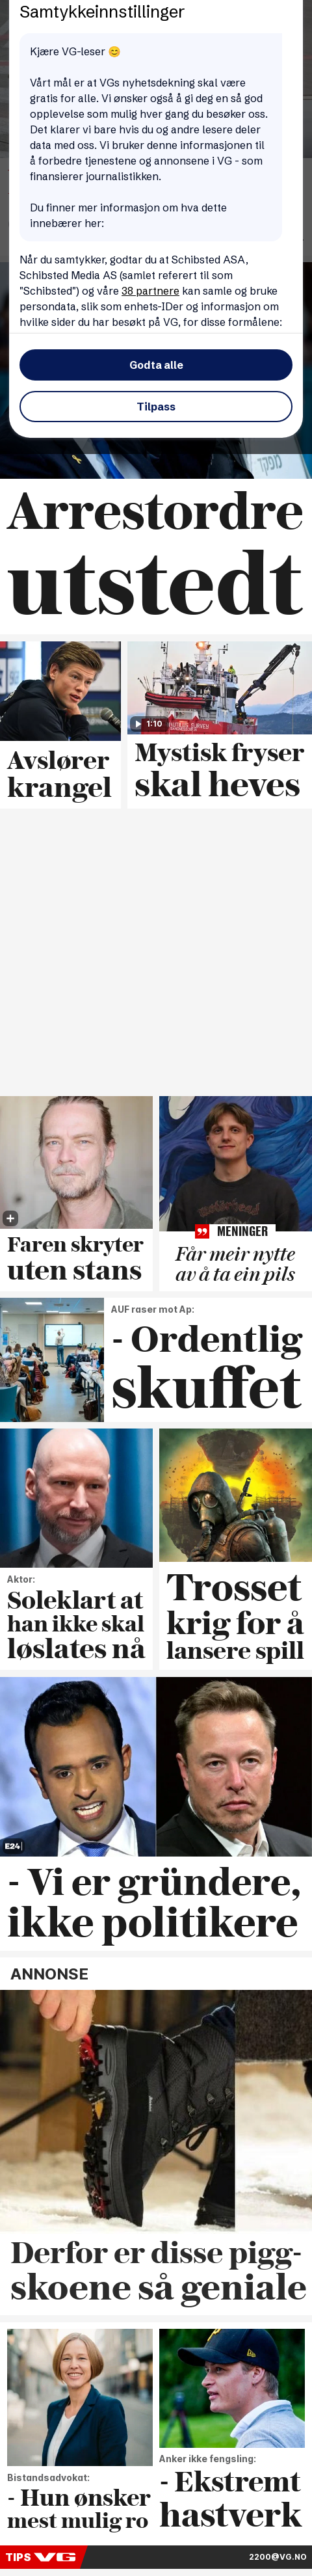 Samtykkeinnstillinger
Kjære VG-leser 😊
Vårt mål er at VGs nyhetsdekning skal være
gratis for alle. Vi ønsker også å gi deg en så god
opplevelse som mulig hver gang du besøker oss.
Det klarer vi bare hvis du og andre lesere deler
data med oss. Vi bruker denne informasjonen til
å forbedre tjenestene og annonsene i VG - som
finansierer journalistikken.
Du finner mer informasjon om hva dette
innebærer her:
Når du samtykker, godtar du at Schibsted ASA,
Schibsted Media AS (samlet referert til som
"Schibsted") og våre 38 partnere kan samle og bruke
persondata, slik som enhets-IDer og informasjon om
hvilke sider du har besøkt på VG, for disse formålene:
Godta alle
Tilpass
Arrestordre
utstedt
1:10
Avslører
krangel
Mystisk fryser
skal heves
Faren skryter
uten stans
MENINGER
Får meir nytte
av å ta ein pils
AUF raser mot Ap:
- Ordentlig
skuffet
Aktor:
Soleklart at
han ikke skal
løslates nå
Trosset
krig for å
lansere spill
E24
- Vi er gründere,
ikke politikere
ANNONSE
Derfor er disse pigg-
skoene så geniale
Bistandsadvokat:
- Hun ønsker
mest mulig ro
Anker ikke fengsling:
- Ekstremt
hastverk
TIPS VG
2200@VG.NO